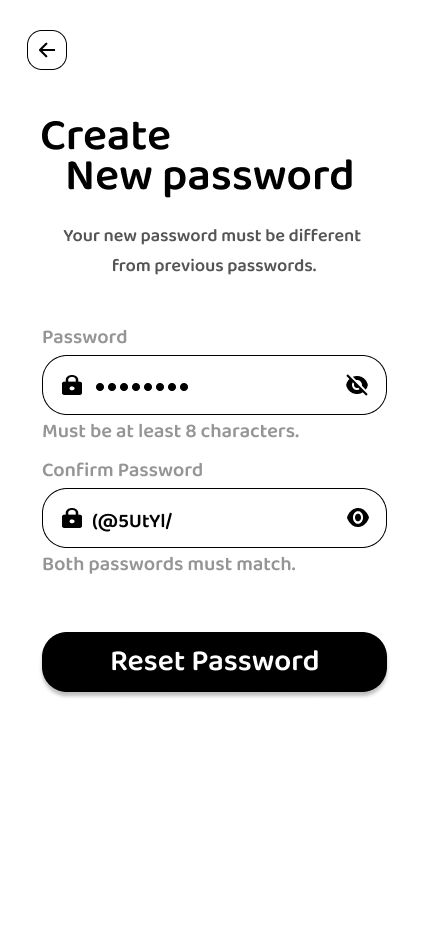 Create
New password
Your new password must be different
from previous passwords.
Password
••••••••
Must be at least 8 characters.
Confirm Password
(@5UtYl/
Both passwords must match.
Reset Password